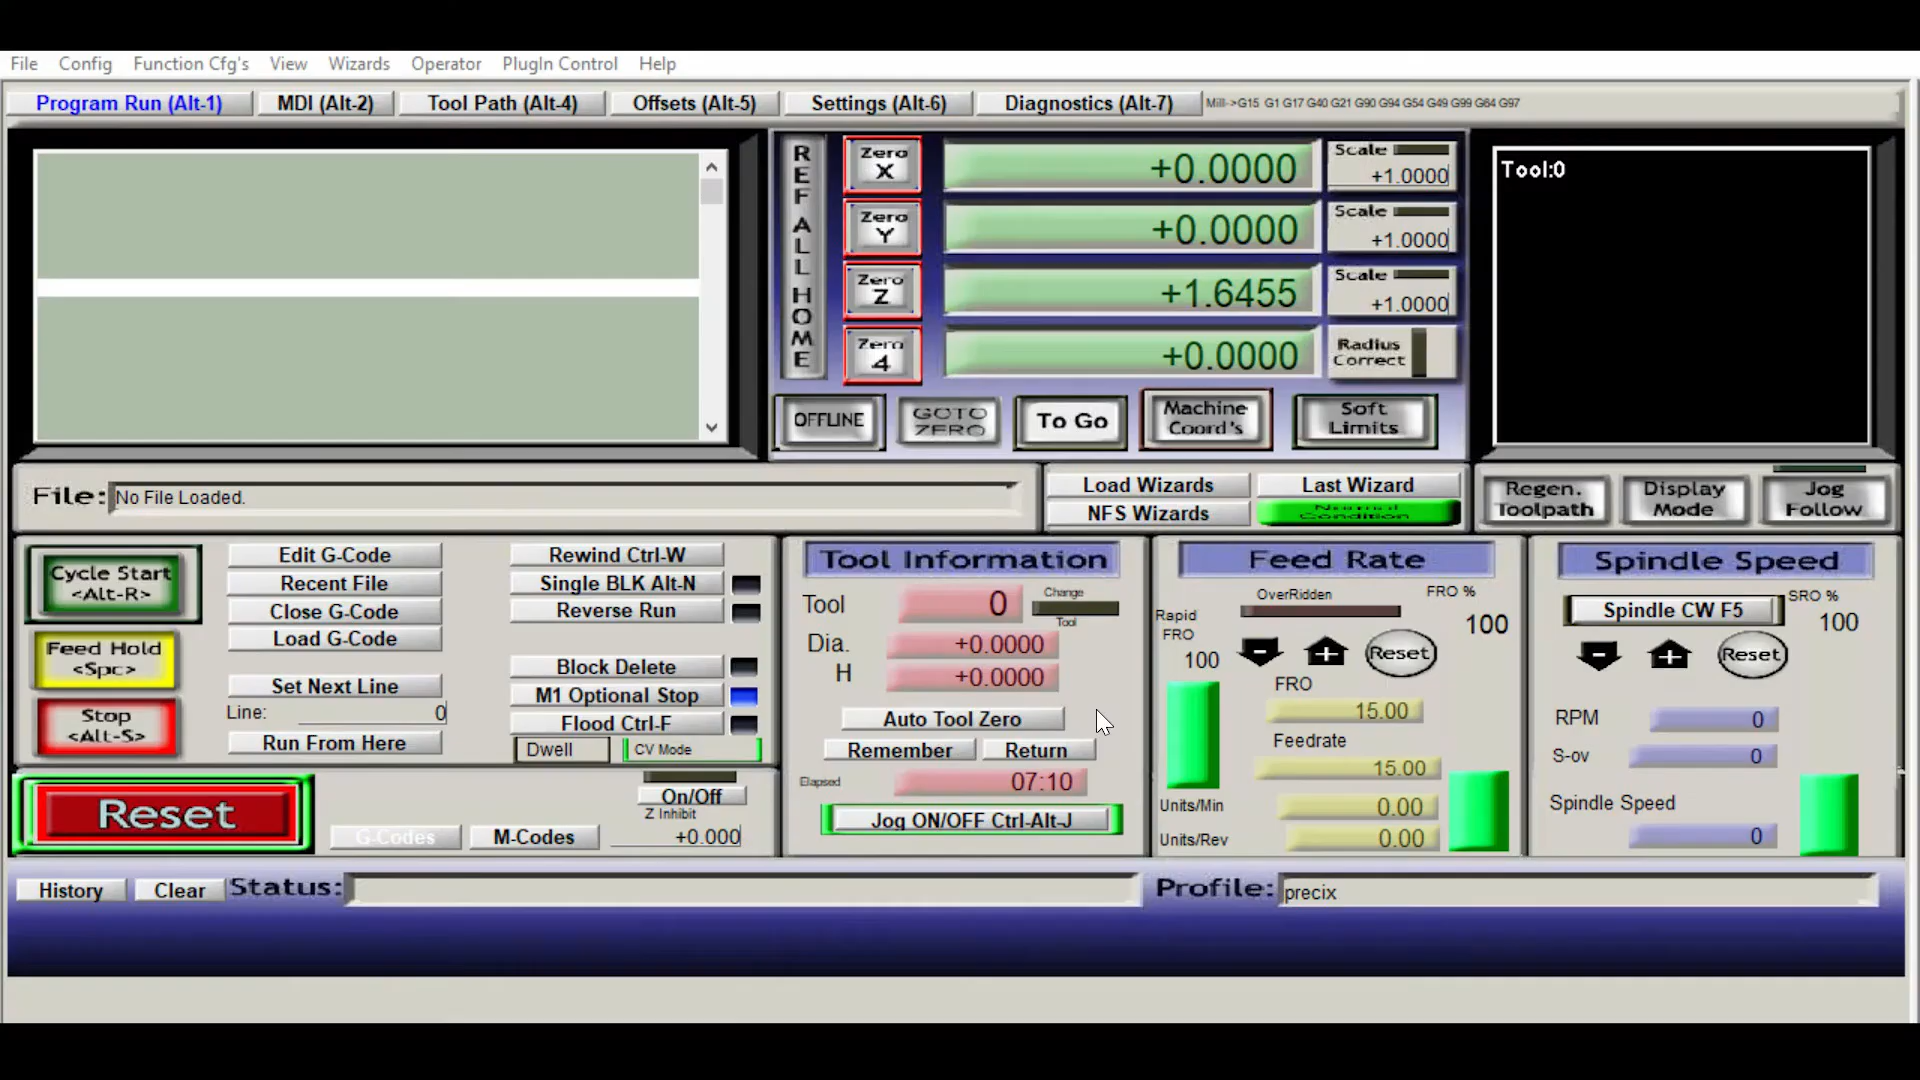 File Config Function Cfg's View Wizards Operator PlugIn Control Help
Program Run (Alt-1) MDI (Alt-2) Tool Path (Alt-4) Offsets (Alt-5) Settings (Alt-6) Diagnostics (Alt-7) Mill->G15 G1 G17 G40 G21 G90 G94 G54 G49 G99 G64 G97
REF ALL HOME
Zero X +0.0000 Scale +1.0000
Zero Y +0.0000 Scale +1.0000
Zero Z +1.6455 Scale +1.0000
Zero 4 +0.0000 Radius Correct
OFFLINE GOTO ZERO To Go Machine Coord's Soft Limits
Tool:0
File: No File Loaded.
Load Wizards Last Wizard
NFS Wizards Normal Condition
Regen. Toolpath Display Mode Jog Follow
Cycle Start <Alt-R>
Feed Hold <Spc>
Stop <Alt-S>
Reset
Edit G-Code
Recent File
Close G-Code
Load G-Code
Set Next Line
Line: 0
Run From Here
Rewind Ctrl-W
Single BLK Alt-N
Reverse Run
Block Delete
M1 Optional Stop
Flood Ctrl-F
Dwell CV Mode
On/Off
Z Inhibit
+0.000
G-Codes M-Codes
Tool Information
Tool 0 Change Tool
Dia. +0.0000
H +0.0000
Auto Tool Zero
Remember Return
Elapsed 07:10
Jog ON/OFF Ctrl-Alt-J
Feed Rate
OverRidden FRO %
100
Rapid FRO
100
Reset
FRO
15.00
Feedrate
15.00
Units/Min 0.00
Units/Rev 0.00
Spindle Speed
Spindle CW F5
SRO %
100
Reset
RPM 0
S-ov 0
Spindle Speed
0
History Clear Status:
Profile: precix